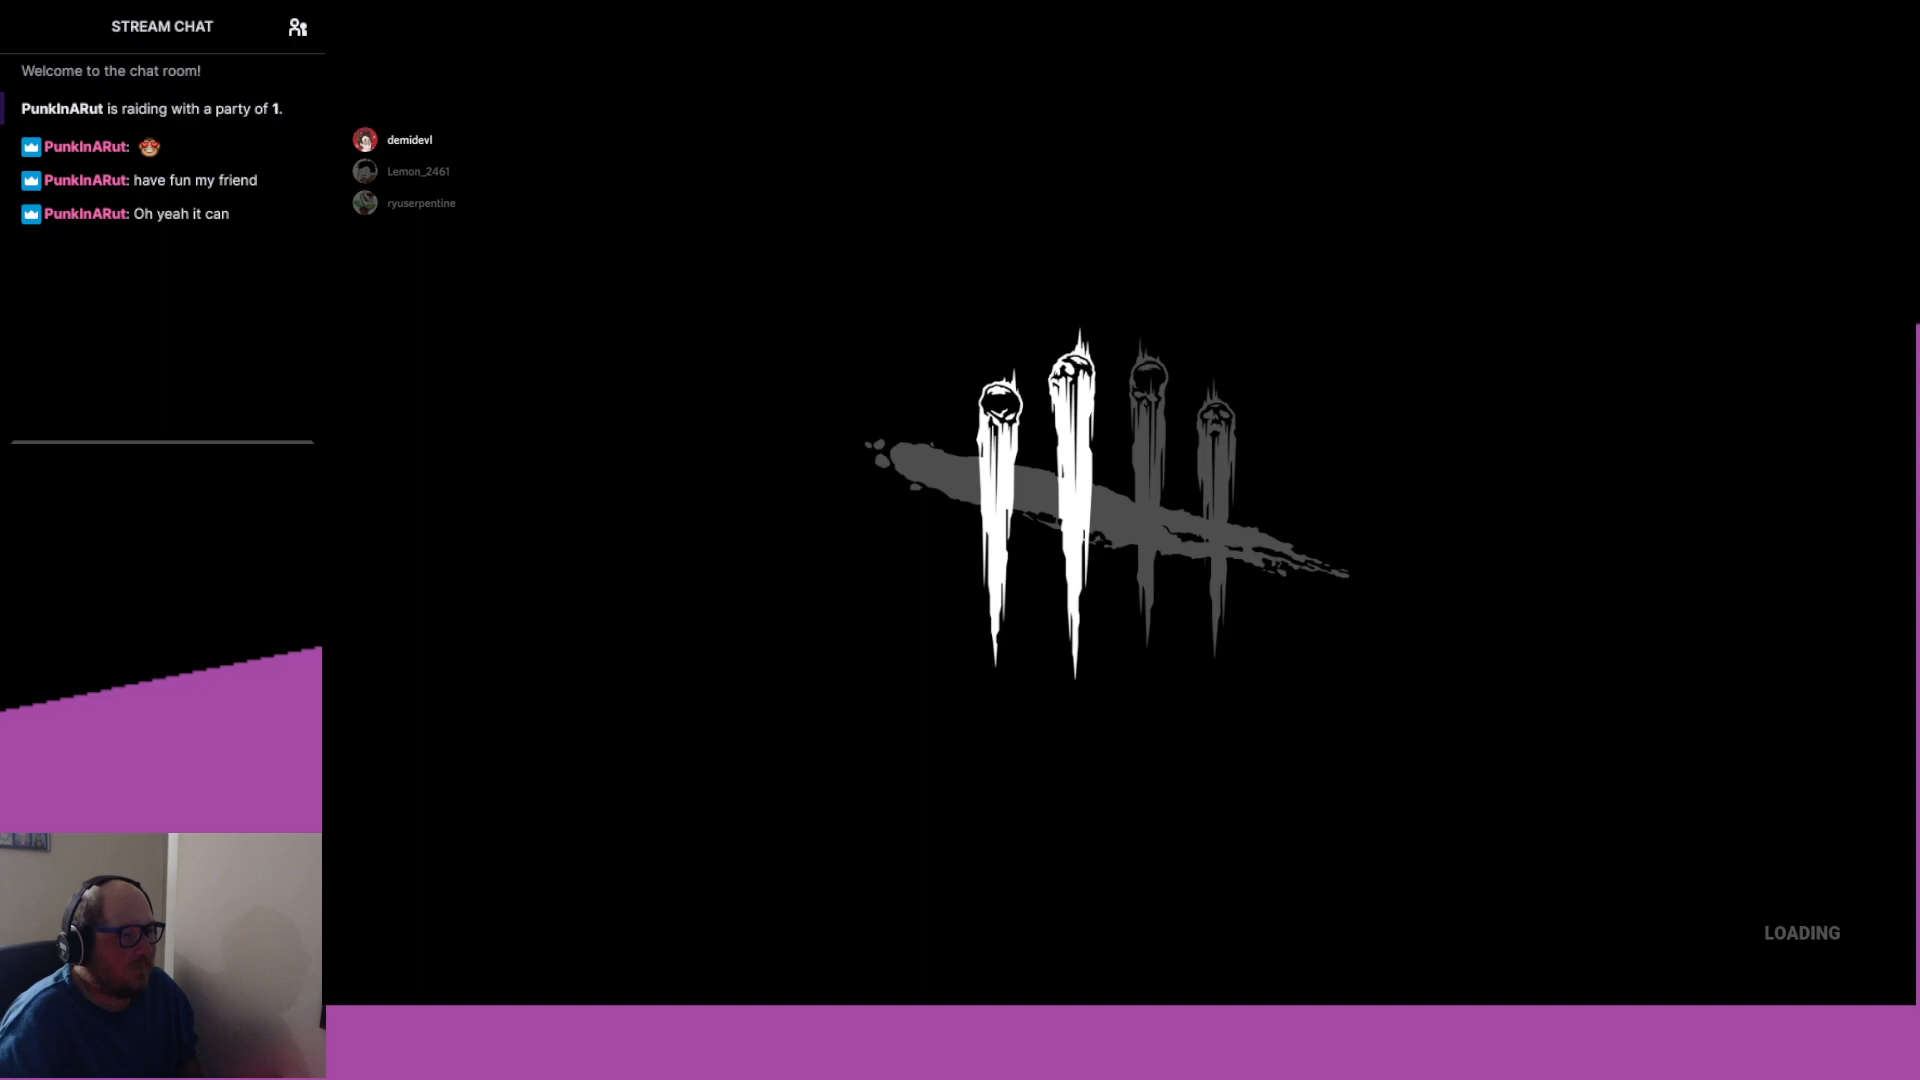 STREAM CHAT
Welcome to the chat room!
PunkInARut is raiding with a party of 1.
PunkInARut:
PunkInARut: have fun my friend
PunkInARut: Oh yeah it can
demidevl
Lemon_2461
ryuserpentine
LOADING